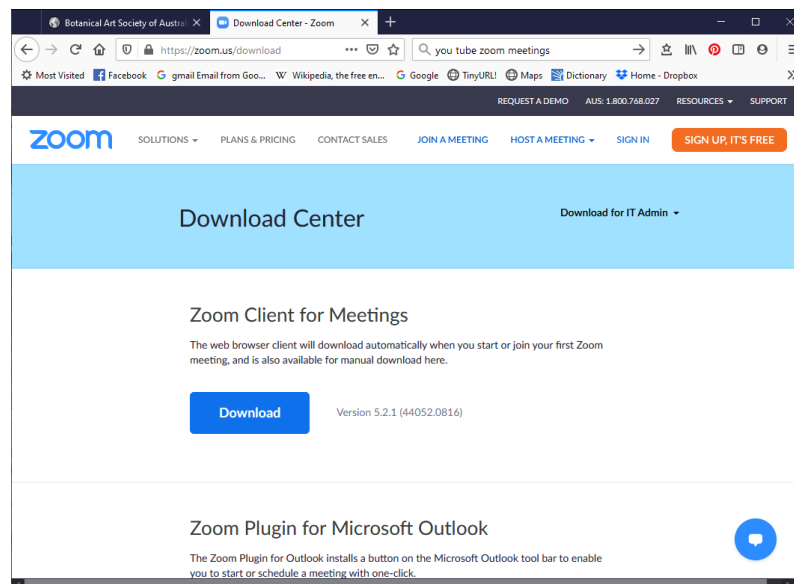 Botanical Art Society of Austral
Download Center - Zoom
https://zoom.us/download
you tube zoom meetings
Most Visited Facebook gmail Email from Goo... Wikipedia, the free en... Google TinyURL! Maps Dictionary Home - Dropbox
REQUEST A DEMO AUS: 1.800.768.027 RESOURCES SUPPORT
zoom SOLUTIONS PLANS & PRICING CONTACT SALES JOIN A MEETING HOST A MEETING SIGN IN SIGN UP, IT'S FREE
Download Center
Download for IT Admin
Zoom Client for Meetings
The web browser client will download automatically when you start or join your first Zoom
meeting, and is also available for manual download here.
Download Version 5.2.1 (44052.0816)
Zoom Plugin for Microsoft Outlook
The Zoom Plugin for Outlook installs a button on the Microsoft Outlook tool bar to enable
you to start or schedule a meeting with one-click.